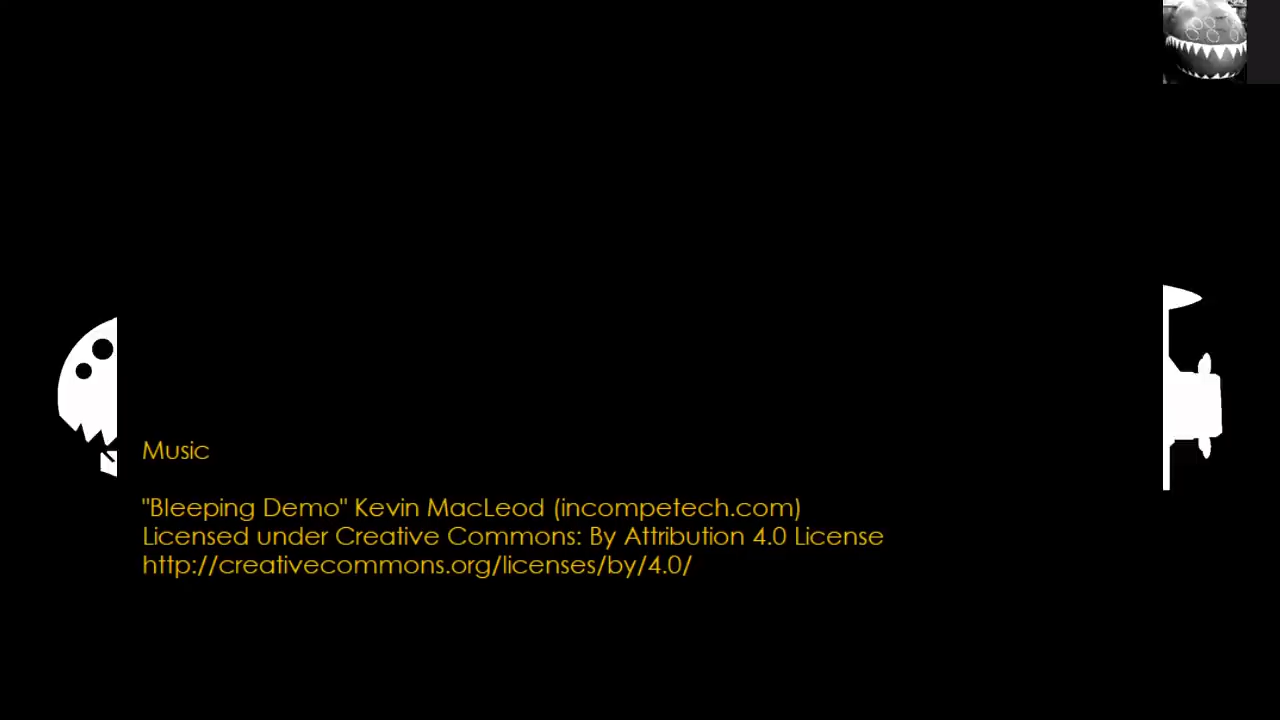 Music
"Bleeping Demo" Kevin MacLeod (incompetech.com)
Licensed under Creative Commons: By Attribution 4.0 License
http://creativecommons.org/licenses/by/4.0/